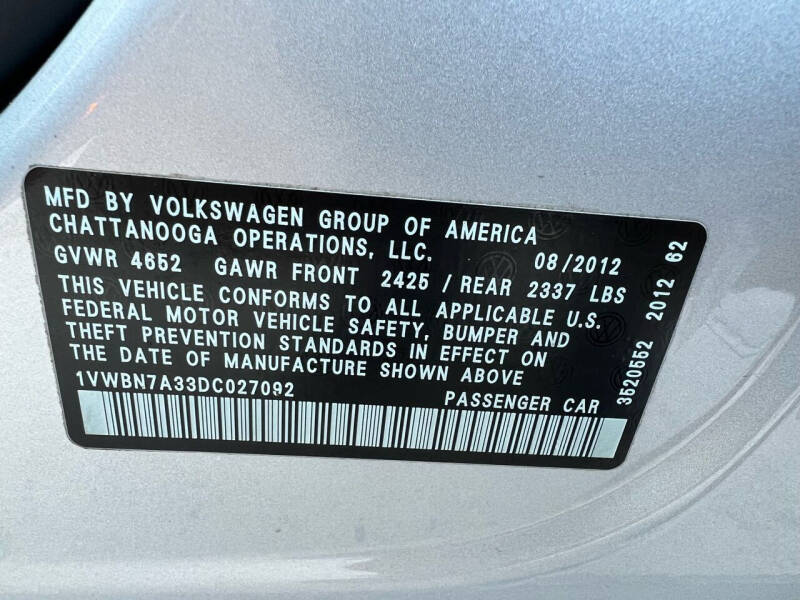 MFD BY VOLKSWAGEN GROUP OF AMERICA
CHATTANOOGA OPERATIONS, LLC. 08/2012
GVWR 4652 GAWR FRONT 2425 / REAR 2337 LBS
THIS VEHICLE CONFORMS TO ALL APPLICABLE U.S.
FEDERAL MOTOR VEHICLE SAFETY, BUMPER AND
THEFT PREVENTION STANDARDS IN EFFECT ON
THE DATE OF MANUFACTURE SHOWN ABOVE
1VWBN7A33DC027092 PASSENGER CAR
3520552 2012 62